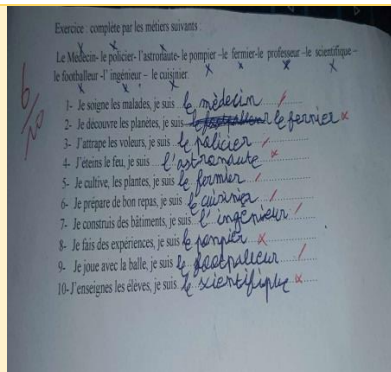 Exercice : complète par les métiers suivants :
Le Médecin- le policier- l'astronaute- le pompier -le fermier-le professeur -le scientifique –
le footballeur -l' ingénieur – le cuisinier
6/10
1- Je soigne les malades, je suis le médecin
2- Je découvre les planètes, je suis le fernier
3- J'attrape les voleurs, je suis le policier
4- J'éteins le feu, je suis l'astronaute
5- Je cultive, les plantes, je suis le fermier
6- Je prépare de bon repas, je suis le cuisinier
7- Je construis des bâtiments, je suis l'ingénieur
8- Je fais des expériences, je suis le ponpier
9- Je joue avec la balle, je suis le
10- J'enseignes les élèves, je suis le scientifique